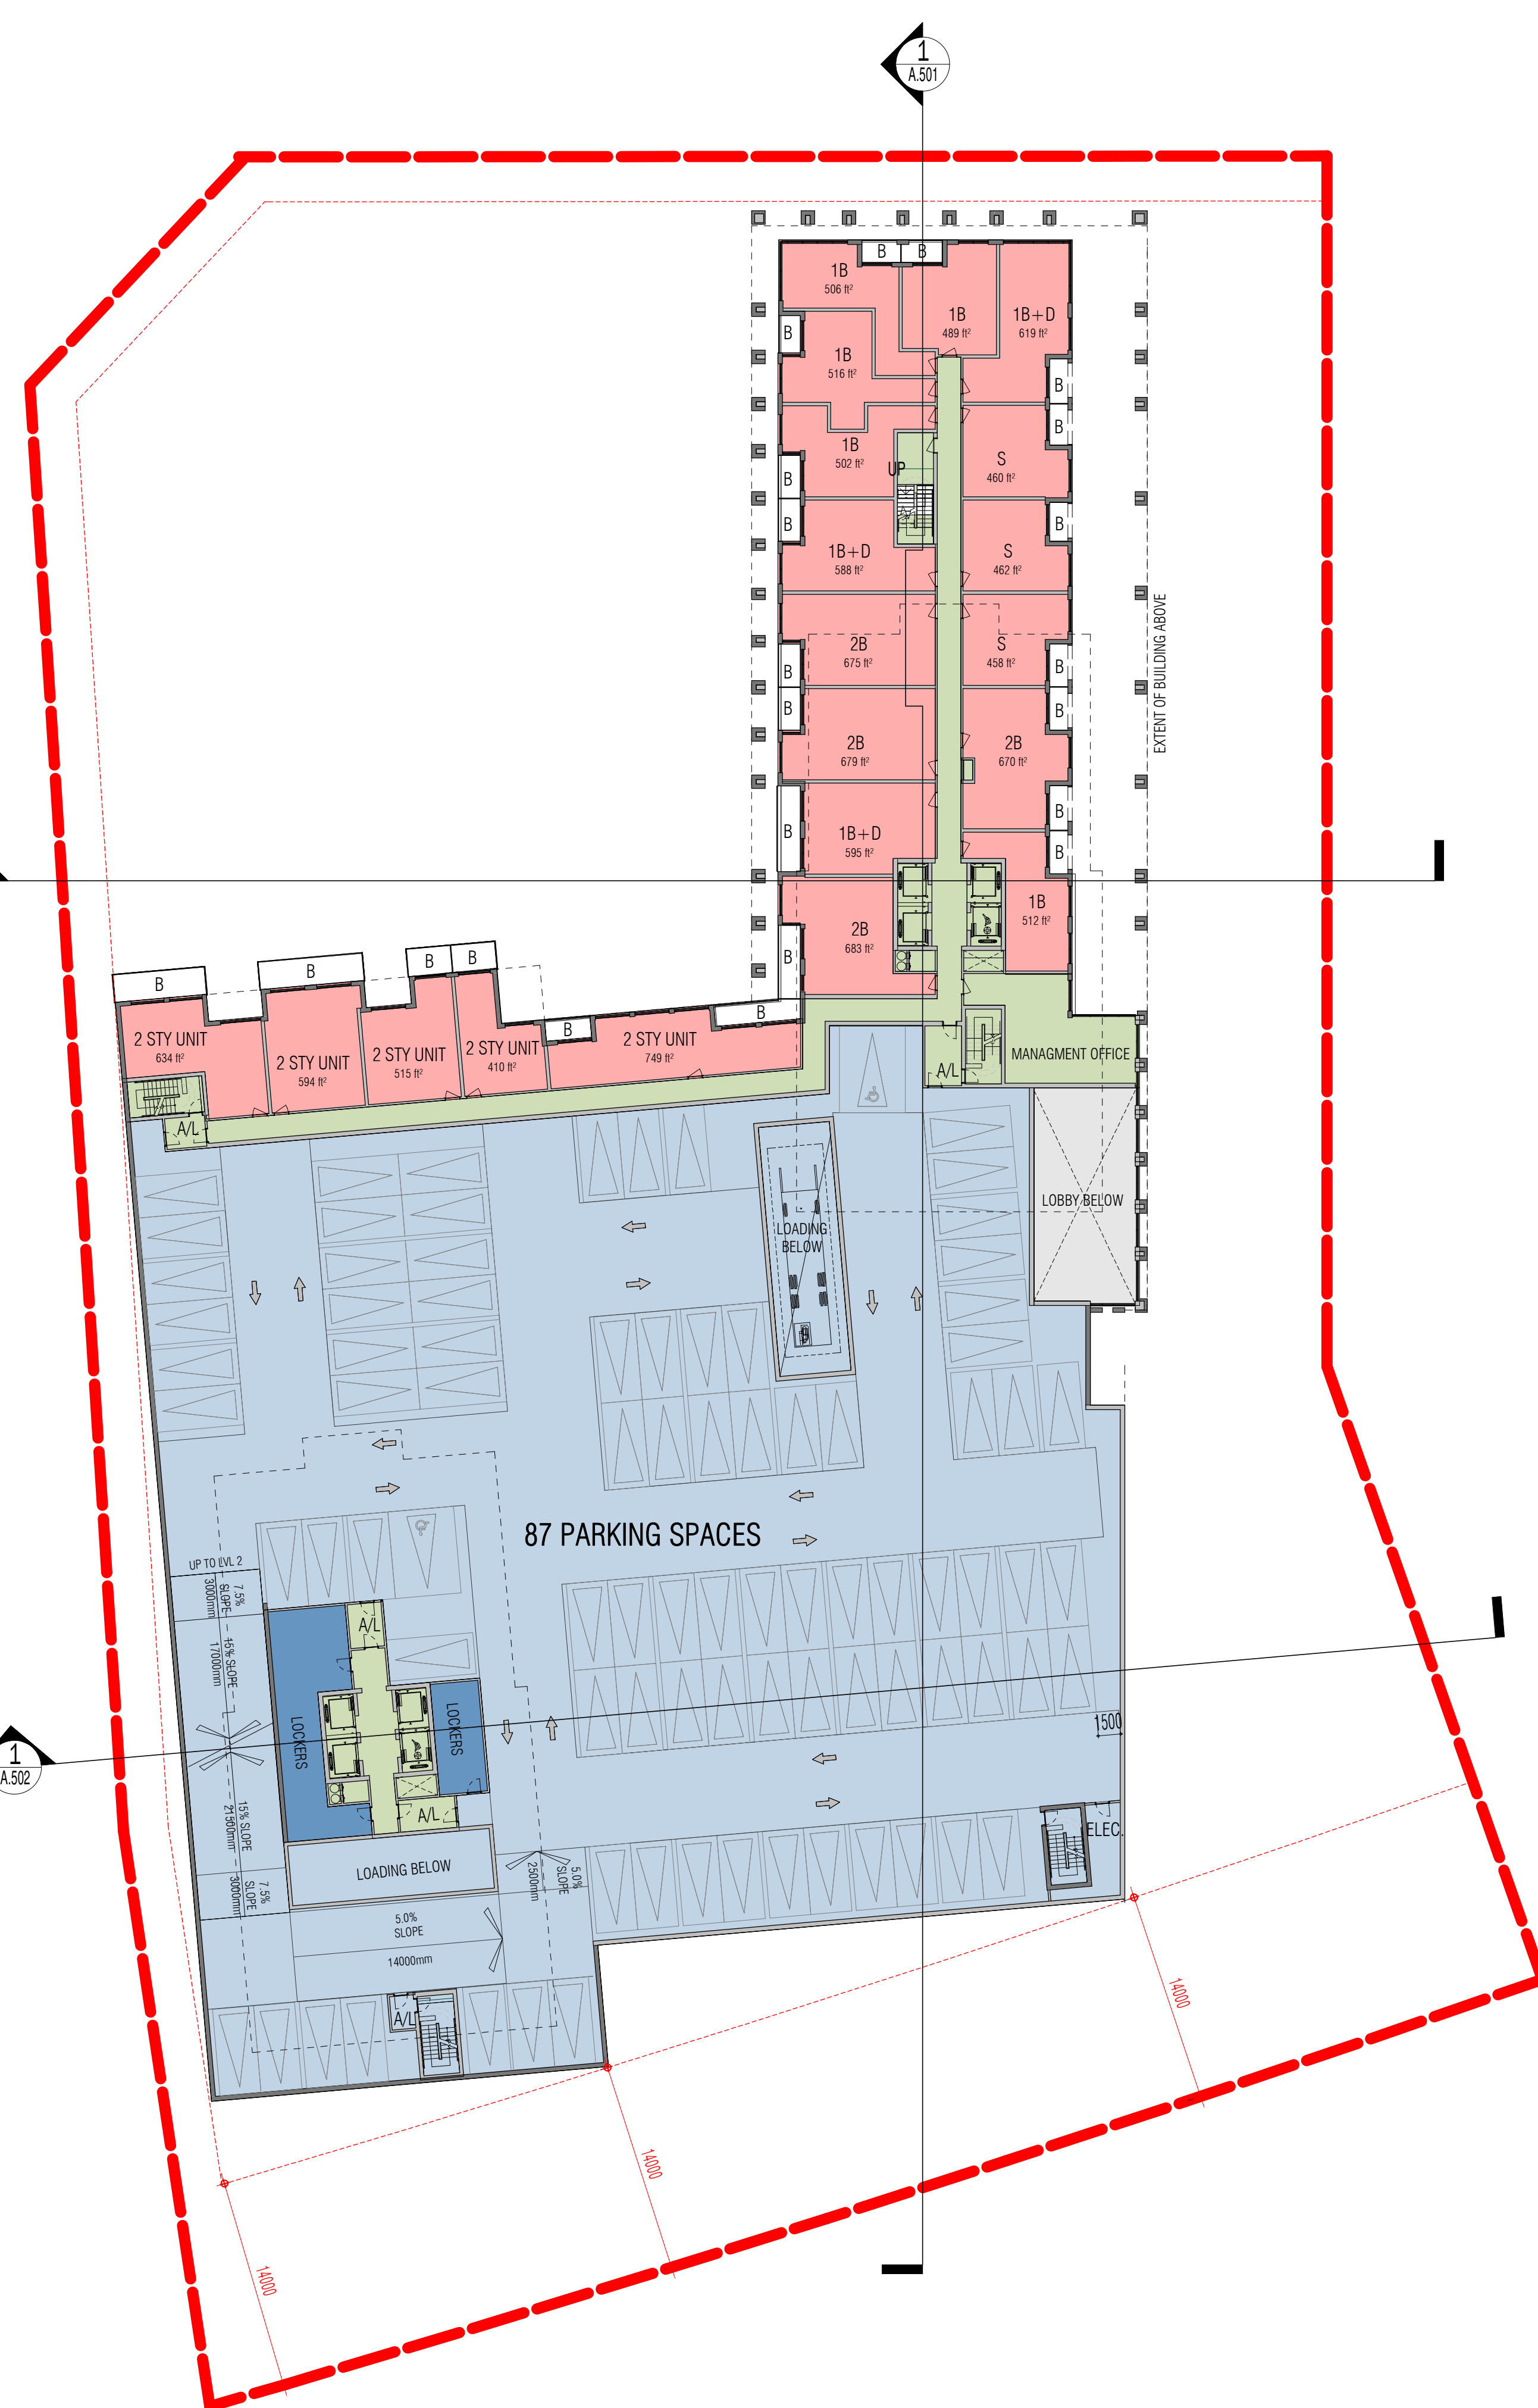 1
A.501
B
B
1B
506 ft²
1B
489 ft²
1B+D
619 ft²
B
1B
516 ft²
B
B
1B
502 ft²
UP
S
460 ft²
B
B
1B+D
588 ft²
S
462 ft²
B
EXTENT OF BUILDING ABOVE
2B
675 ft²
S
458 ft²
B
B
B
B
2B
679 ft²
2B
670 ft²
B
B
1B+D
595 ft²
B
2B
683 ft²
1B
512 ft²
B
B
B
B
B
B
B
2 STY UNIT
634 ft²
2 STY UNIT
594 ft²
2 STY UNIT
515 ft²
2 STY UNIT
410 ft²
2 STY UNIT
749 ft²
MANAGMENT OFFICE
A/L
A/L
LOADING
BELOW
LOBBY BELOW
87 PARKING SPACES
UP TO LVL 2
7.5%
SLOPE
3000mm
15% SLOPE
17000mm
A/L
LOCKERS
LOCKERS
1500
1
A.502
15% SLOPE
21560mm
A/L
ELEC.
LOADING BELOW
7.5%
SLOPE
3000mm
5.0%
SLOPE
2500mm
5.0%
SLOPE
14000mm
A/L
14000
14000
14000